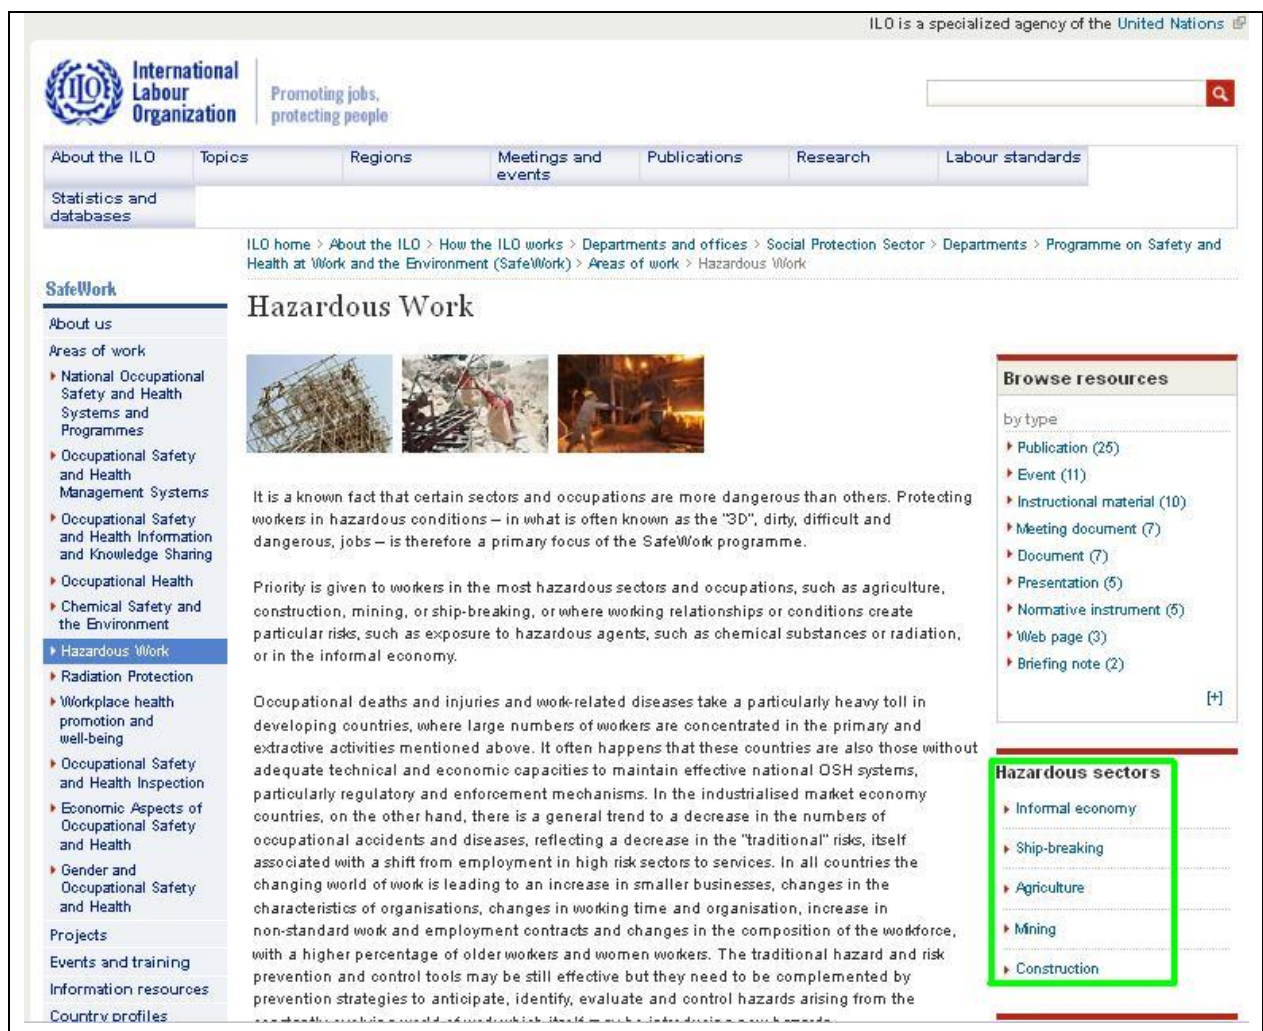 ILO is a specialized agency of the United Nations
International
Labour
Organization
Promoting jobs,
protecting people
About the ILO
Topics
Regions
Meetings and
events
Publications
Research
Labour standards
Statistics and
databases
ILO home > About the ILO > How the ILO works > Departments and offices > Social Protection Sector > Departments > Programme on Safety and
Health at Work and the Environment (SafeWork) > Areas of work > Hazardous Work
SafeWork
About us
Areas of work
National Occupational
Safety and Health
Systems and
Programmes
Occupational Safety
and Health
Management Systems
Occupational Safety
and Health Information
and Knowledge Sharing
Occupational Health
Chemical Safety and
the Environment
Hazardous Work
Radiation Protection
Workplace health
promotion and
well-being
Occupational Safety
and Health Inspection
Economic Aspects of
Occupational Safety
and Health
Gender and
Occupational Safety
and Health
Projects
Events and training
Information resources
Country profiles
Hazardous Work
It is a known fact that certain sectors and occupations are more dangerous than others. Protecting
workers in hazardous conditions – in what is often known as the "3D", dirty, difficult and
dangerous, jobs – is therefore a primary focus of the SafeWork programme.
Priority is given to workers in the most hazardous sectors and occupations, such as agriculture,
construction, mining, or ship-breaking, or where working relationships or conditions create
particular risks, such as exposure to hazardous agents, such as chemical substances or radiation,
or in the informal economy.
Occupational deaths and injuries and work-related diseases take a particularly heavy toll in
developing countries, where large numbers of workers are concentrated in the primary and
extractive activities mentioned above. It often happens that these countries are also those without
adequate technical and economic capacities to maintain effective national OSH systems,
particularly regulatory and enforcement mechanisms. In the industrialised market economy
countries, on the other hand, there is a general trend to a decrease in the numbers of
occupational accidents and diseases, reflecting a decrease in the "traditional" risks, itself
associated with a shift from employment in high risk sectors to services. In all countries the
changing world of work is leading to an increase in smaller businesses, changes in the
characteristics of organisations, changes in working time and organisation, increase in
non-standard work and employment contracts and changes in the composition of the workforce,
with a higher percentage of older workers and women workers. The traditional hazard and risk
prevention and control tools may be still effective but they need to be complemented by
prevention strategies to anticipate, identify, evaluate and control hazards arising from the
Browse resources
by type
Publication (25)
Event (11)
Instructional material (10)
Meeting document (7)
Document (7)
Presentation (5)
Normative instrument (5)
Web page (3)
Briefing note (2)
[+]
Hazardous sectors
Informal economy
Ship-breaking
Agriculture
Mining
Construction